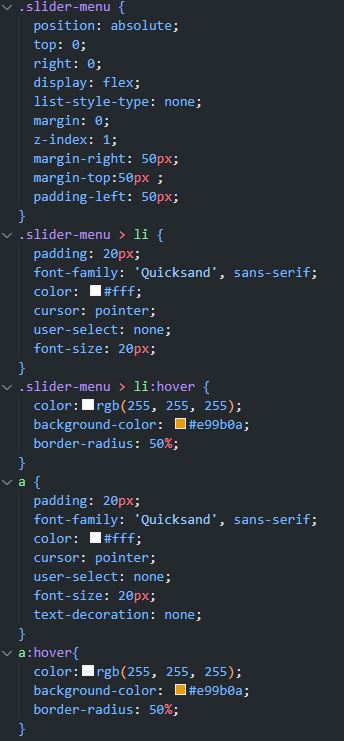 .slider-menu {
position: absolute;
top: 0;
right: 0;
display: flex;
list-style-type: none;
margin: 0;
z-index: 1;
margin-right: 50px;
margin-top:50px ;
padding-left: 50px;
}
.slider-menu > li {
padding: 20px;
font-family: 'Quicksand', sans-serif;
color: #fff;
cursor: pointer;
user-select: none;
font-size: 20px;
}
.slider-menu > li:hover {
color:rgb(255, 255, 255);
background-color: #e99b0a;
border-radius: 50%;
}
a {
padding: 20px;
font-family: 'Quicksand', sans-serif;
color: #fff;
cursor: pointer;
user-select: none;
font-size: 20px;
text-decoration: none;
}
a:hover{
color:rgb(255, 255, 255);
background-color: #e99b0a;
border-radius: 50%;
}